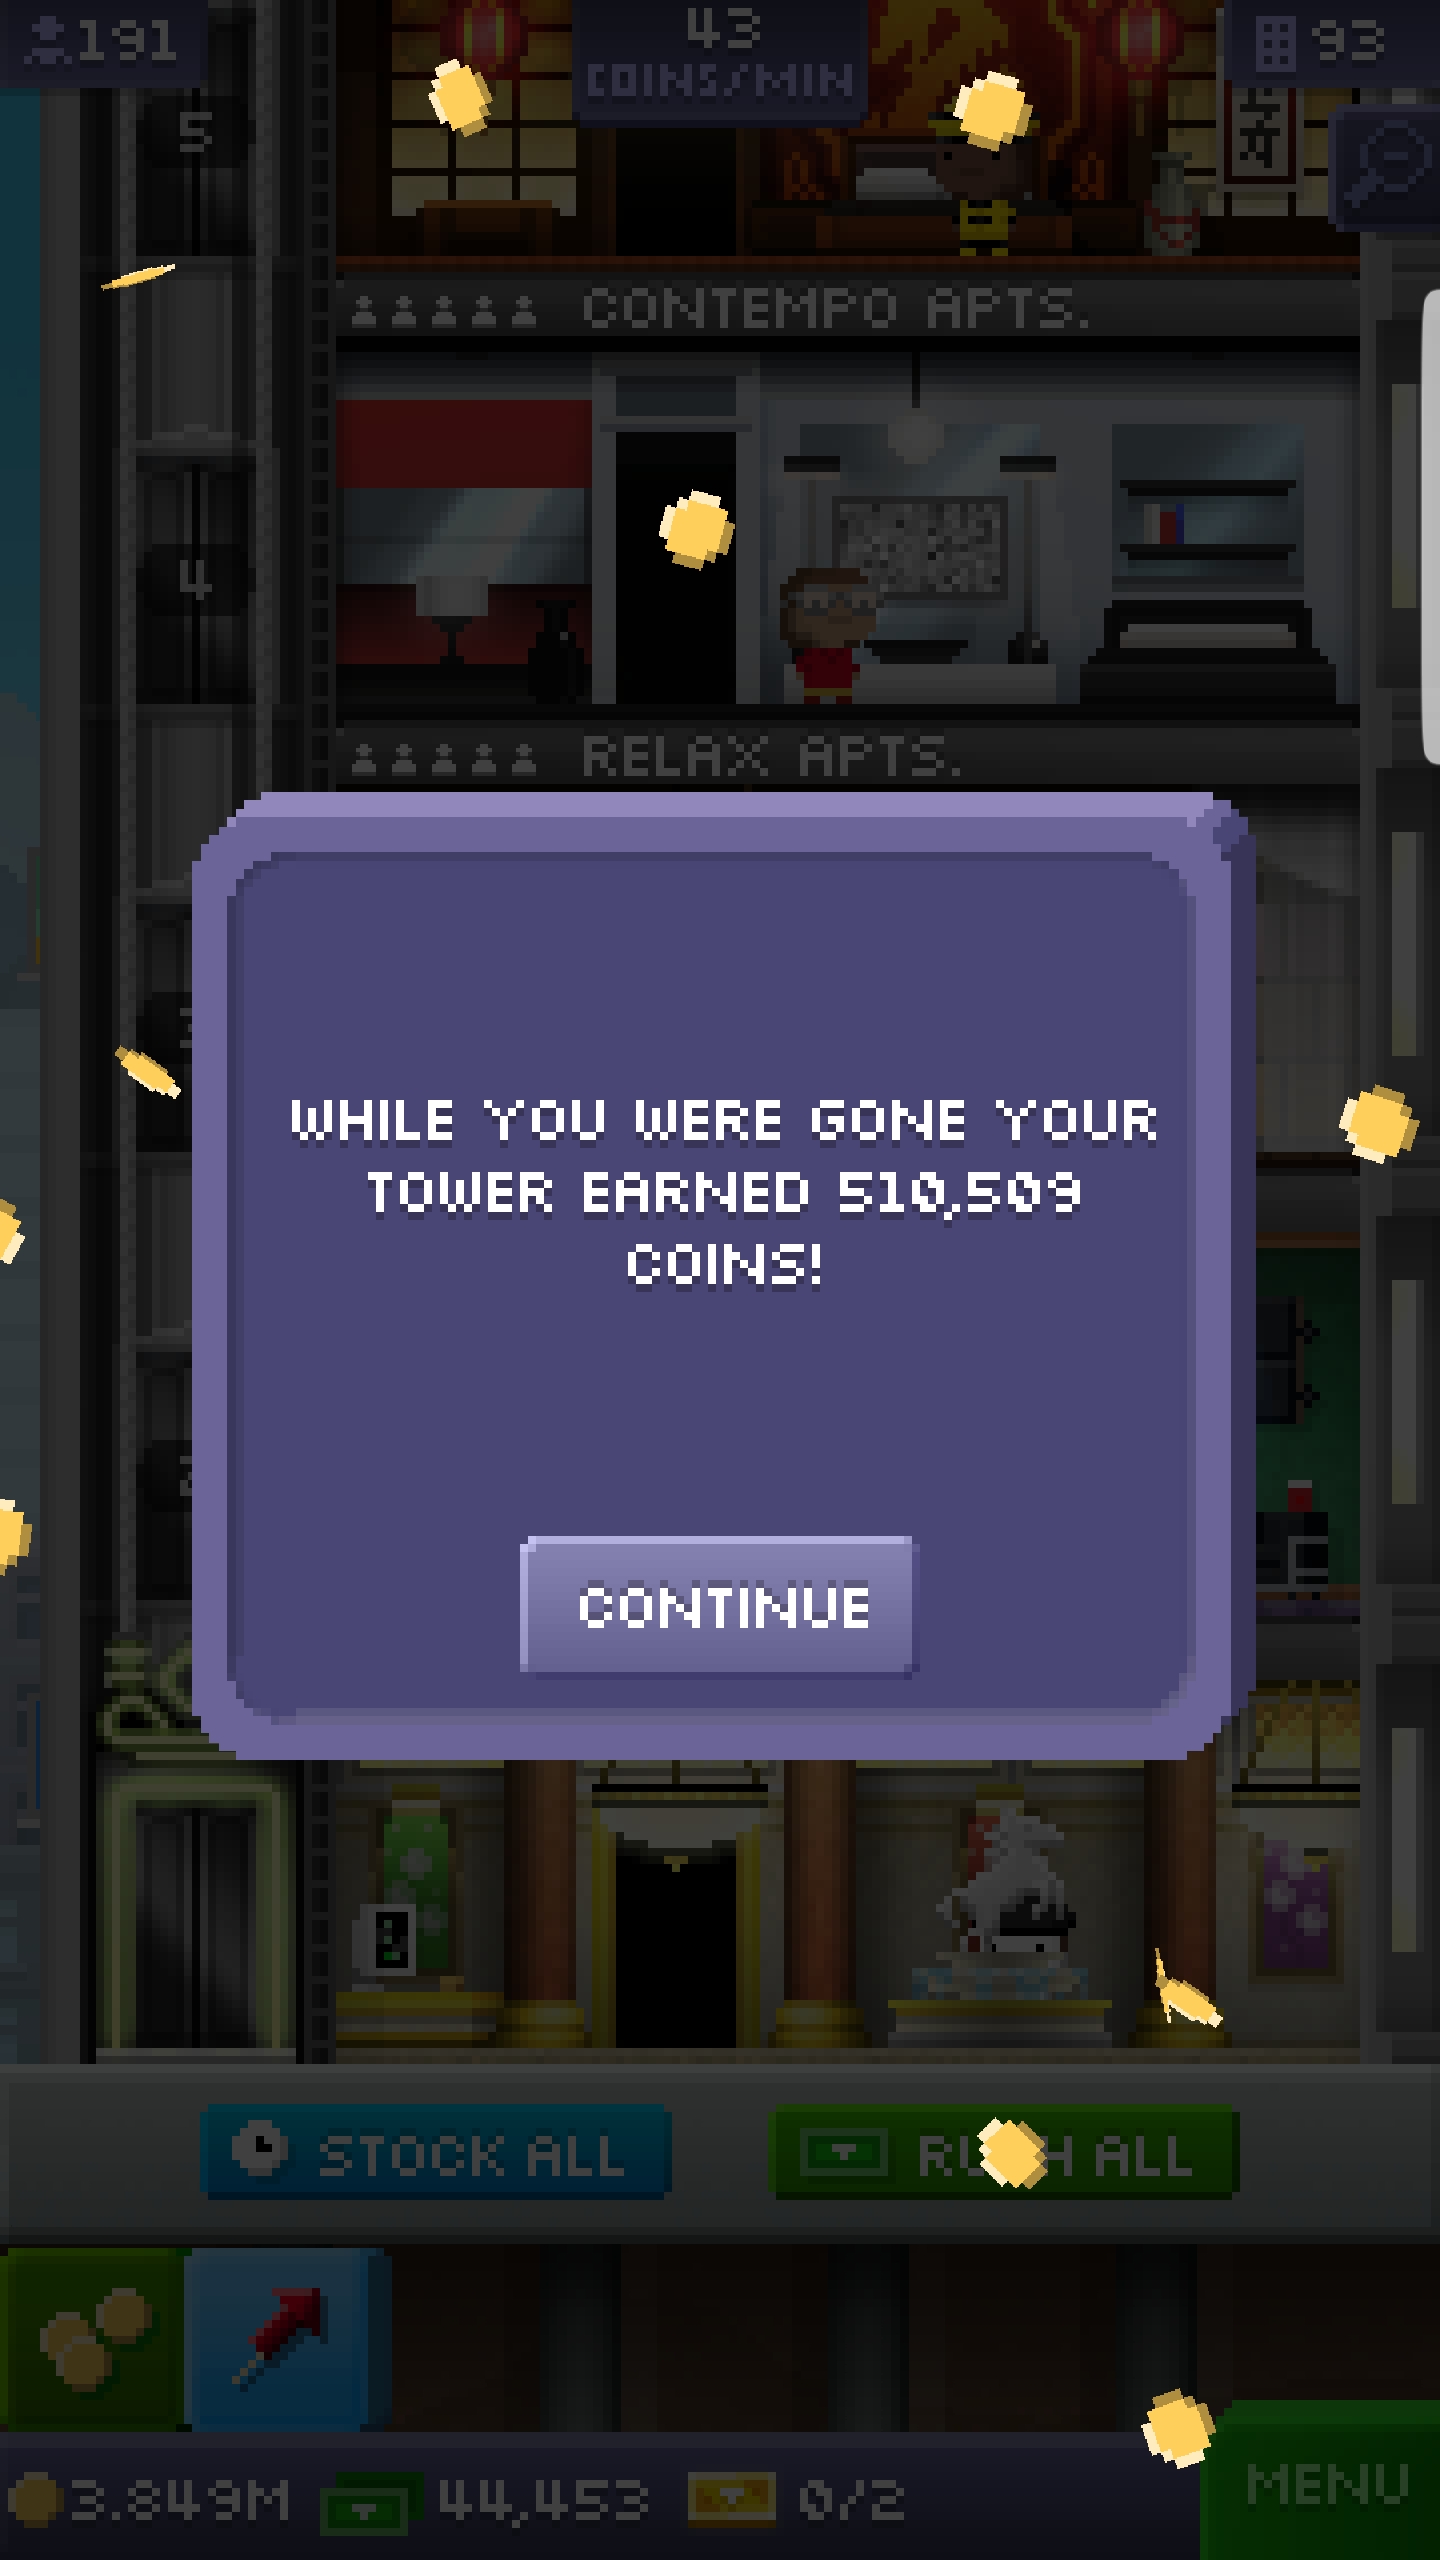 191
43
COINS/MIN
93
5
CONTEMPO APTS.
4
RELAX APTS.
WHILE YOU WERE GONE YOUR
TOWER EARNED 510,509
COINS!
CONTINUE
STOCK ALL
RUSH ALL
3.849M
44,453
0/2
MENU